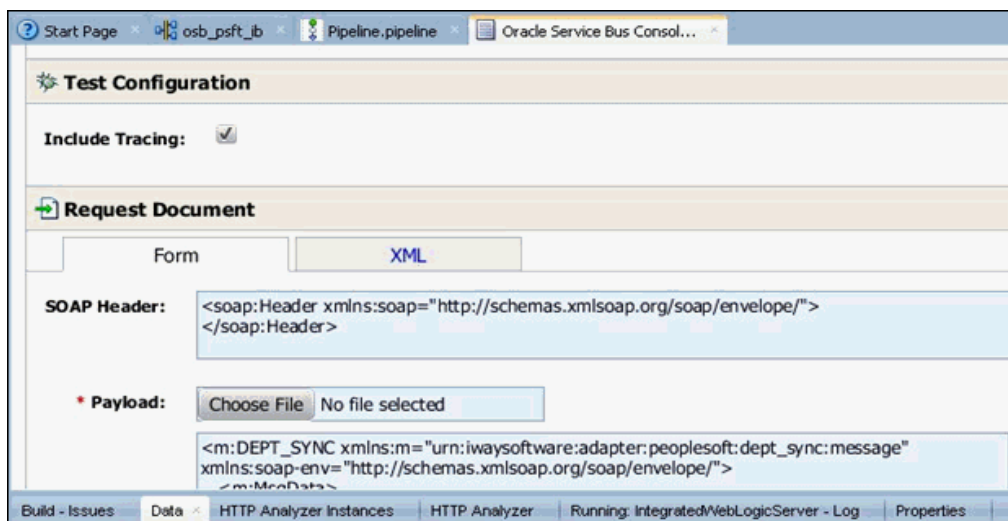 Start Page osb_psft_ib Pipeline.pipeline Oracle Service Bus Consol...
Test Configuration
Include Tracing:
Request Document
Form XML
SOAP Header: <soap:Header xmlns:soap="http://schemas.xmlsoap.org/soap/envelope/">
</soap:Header>
* Payload: Choose File No file selected
<m:DEPT_SYNC xmlns:m="urn:iwaysoftware:adapter:peoplesoft:dept_sync:message"
xmlns:soap-env="http://schemas.xmlsoap.org/soap/envelope/">
<m:MsgData>
Build - Issues Data HTTP Analyzer Instances HTTP Analyzer Running: IntegratedWebLogicServer - Log Properties